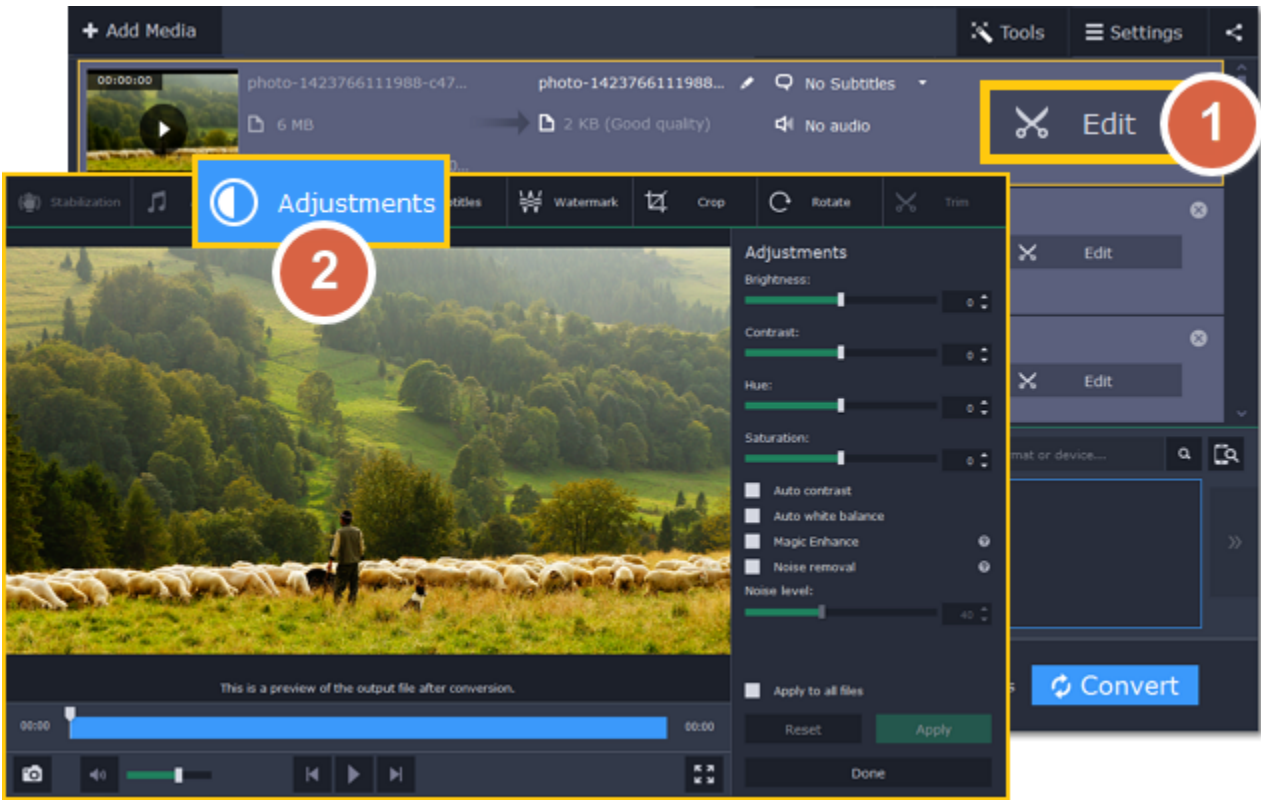 Add Media
Tools
Settings
00:00:00
photo-1423766111988-c47...
photo-1423766111988...
No Subtitles
6 MB
2 KB (Good quality)
No audio
Edit
1
Stabilization
Adjustments
Watermark
Crop
Rotate
Trim
2
Edit
Edit
Adjustments
Brightness:
0
Contrast:
0
Hue:
0
Saturation:
0
Auto contrast
Auto white balance
Magic Enhance
Noise removal
Noise level:
40
or device...
This is a preview of the output file after conversion.
Apply to all files
00:00
00:00
Reset
Apply
Done
Convert